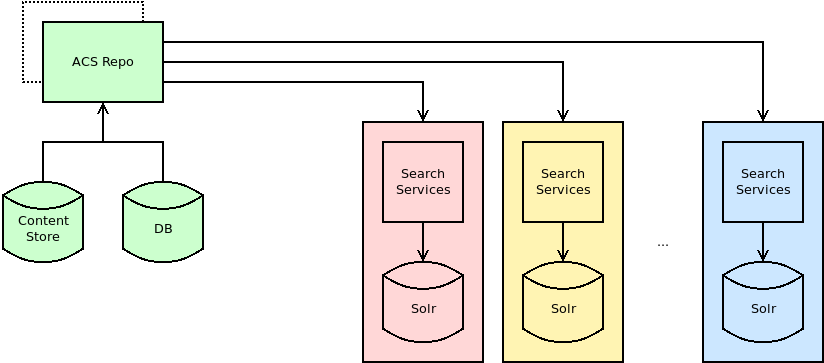 ACS Repo
Content
Store
DB
Search
Services
Solr
Search
Services
Solr
...
Search
Services
Solr